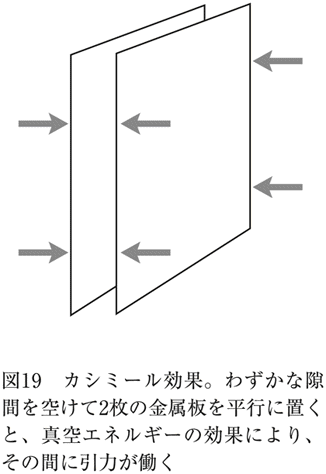 図19　カシミール効果。わずかな隙
間を空けて2枚の金属板を平行に置く
と、真空エネルギーの効果により、
その間に引力が働く